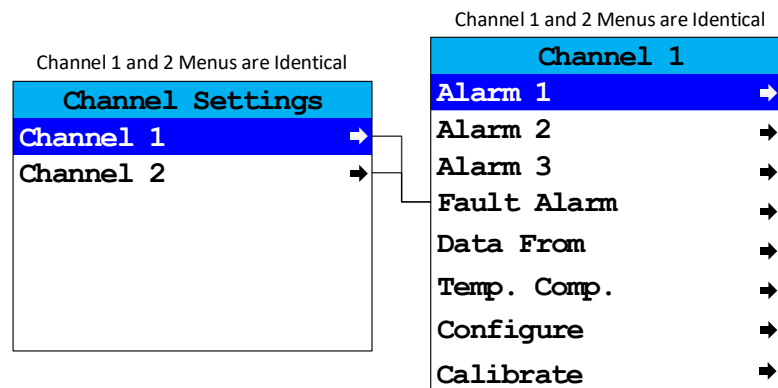 Channel 1 and 2 Menus are Identical
Channel Settings
Channel 1
Channel 2
Channel 1 and 2 Menus are Identical
Channel 1
Alarm 1
Alarm 2
Alarm 3
Fault Alarm
Data From
Temp. Comp.
Configure
Calibrate